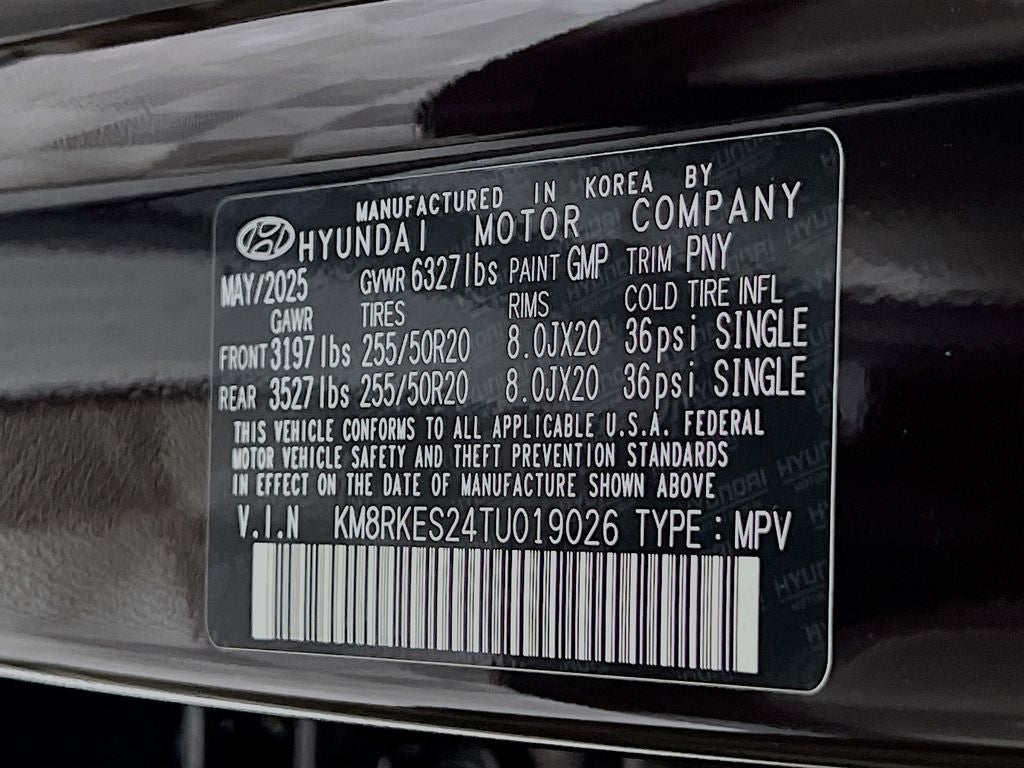 MANUFACTURED IN KOREA BY
HYUNDAI MOTOR COMPANY
MAY/2025 GVWR 6327lbs PAINT GMP TRIM PNY
GAWR TIRES RIMS COLD TIRE INFL
FRONT 3197lbs 255/50R20 8.0JX20 36psi SINGLE
REAR 3527lbs 255/50R20 8.0JX20 36psi SINGLE
THIS VEHICLE CONFORMS TO ALL APPLICABLE U.S.A. FEDERAL
MOTOR VEHICLE SAFETY AND THEFT PREVENTION STANDARDS
IN EFFECT ON THE DATE OF MANUFACTURE SHOWN ABOVE
V.I.N KM8RKES24TU019026 TYPE : MPV